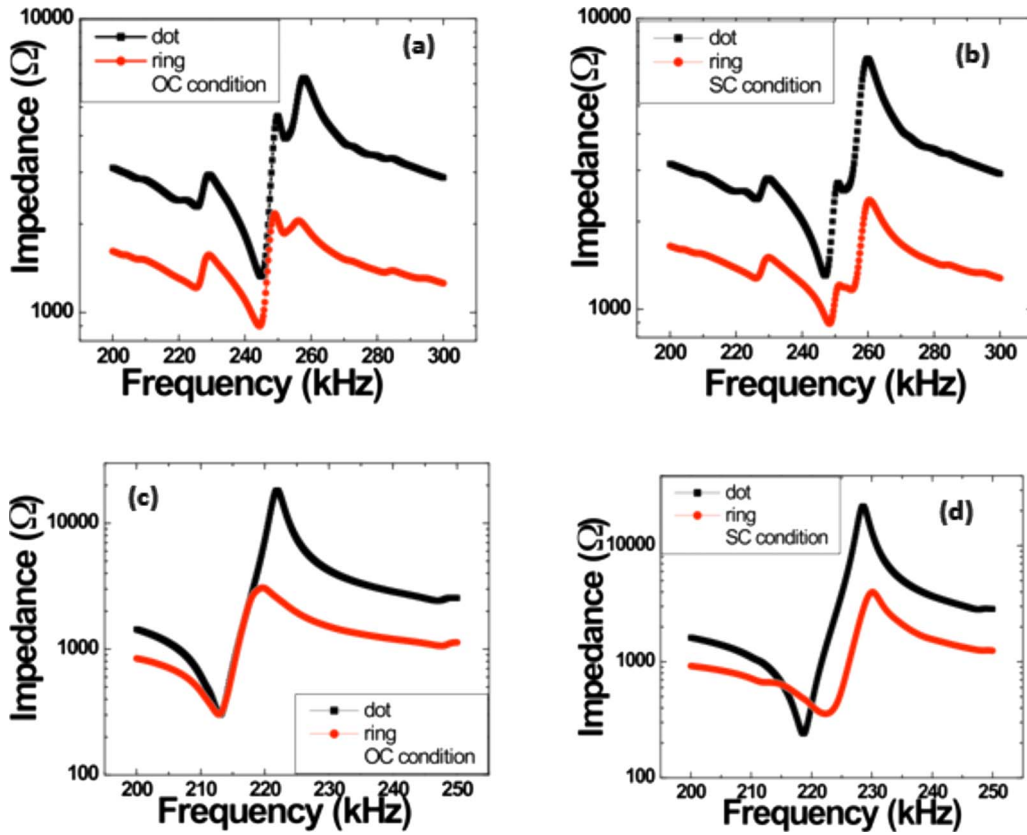 10000
dot
ring
OC condition
(a)
Impedance (Ω)
1000
200 220 240 260 280 300
Frequency (kHz)
10000
dot
ring
SC condition
(b)
Impedance(Ω)
1000
200 220 240 260 280 300
Frequency (kHz)
(c)
Impedance (Ω)
10000
1000
100
dot
ring
OC condition
200 210 220 230 240 250
Frequency (kHz)
dot
ring
SC condition
(d)
Impedance (Ω)
10000
1000
100
200 210 220 230 240 250
Frequency (kHz)